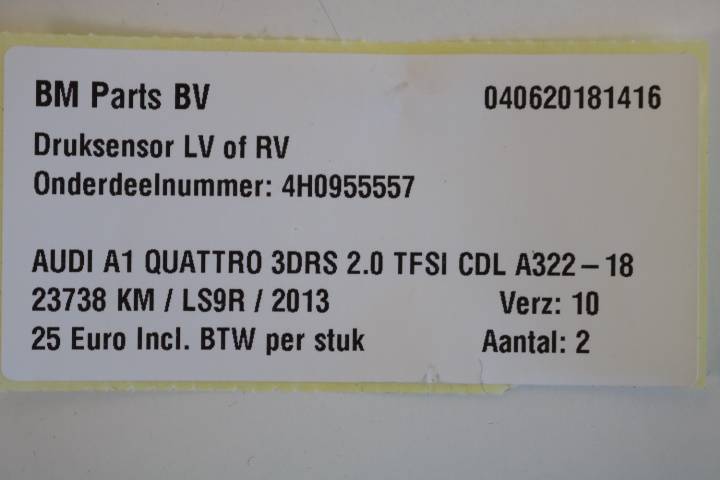 BM Parts BV 040620181416
Druksensor LV of RV
Onderdeelnummer: 4H0955557
AUDI A1 QUATTRO 3DRS 2.0 TFSI CDL A322-18
23738 KM / LS9R / 2013 Verz: 10
25 Euro Incl. BTW per stuk Aantal: 2